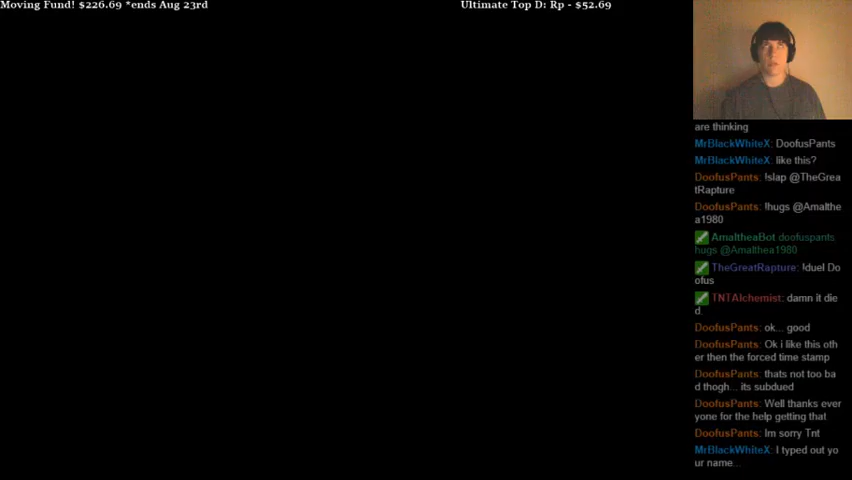 Moving Fund! $226.69 *ends Aug 23rd
Ultimate Top D: Rp - $52.69
are thinking
MrBlackWhiteX: DoofusPants
MrBlackWhiteX: like this?
DoofusPants: !slap @TheGrea
tRapture
DoofusPants: !hugs @Amalthe
a1980
AmaltheaBot doofuspants
hugs @Amalthea1980
TheGreatRapture: !duel Do
ofus
TNTAlchemist: damn it die
d.
DoofusPants: ok... good
DoofusPants: Ok i like this oth
er then the forced time stamp
DoofusPants: thats not too ba
d thogh... its subdued
DoofusPants: Well thanks ever
yone for the help getting that
DoofusPants: Im sorry Tnt
MrBlackWhiteX: I typed out yo
ur name...